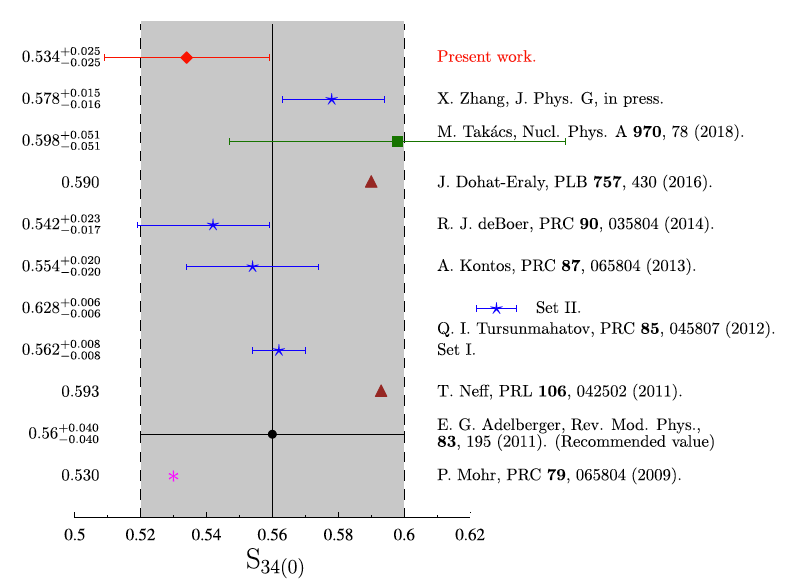 0.534+0.025−0.025 Present work.
0.578+0.015−0.016 X. Zhang, J. Phys. G, in press.
0.598+0.051−0.051 M. Takács, Nucl. Phys. A 970, 78 (2018).
0.590 J. Dohat-Eraly, PLB 757, 430 (2016).
0.542+0.023−0.017 R. J. deBoer, PRC 90, 035804 (2014).
0.554+0.020−0.020 A. Kontos, PRC 87, 065804 (2013).
0.628+0.006−0.006 Set II.
Q. I. Tursunmahatov, PRC 85, 045807 (2012).
0.562+0.008−0.008 Set I.
0.593 T. Neff, PRL 106, 042502 (2011).
0.56+0.040−0.040 E. G. Adelberger, Rev. Mod. Phys.,
83, 195 (2011). (Recommended value)
0.530 P. Mohr, PRC 79, 065804 (2009).
0.5 0.52 0.54 0.56 0.58 0.6 0.62
S34(0)